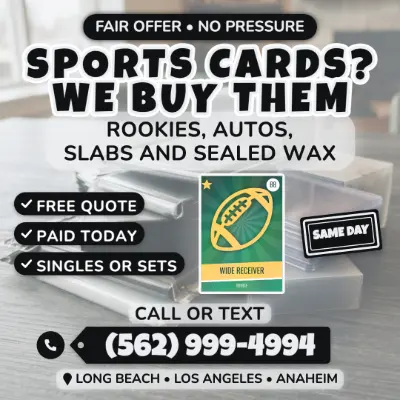 FAIR OFFER • NO PRESSURE
SPORTS CARDS?
WE BUY THEM
ROOKIES, AUTOS,
SLABS AND SEALED WAX
FREE QUOTE
PAID TODAY
SINGLES OR SETS
88
WIDE RECEIVER
SAME DAY
CALL OR TEXT
(562) 999-4994
LONG BEACH • LOS ANGELES • ANAHEIM